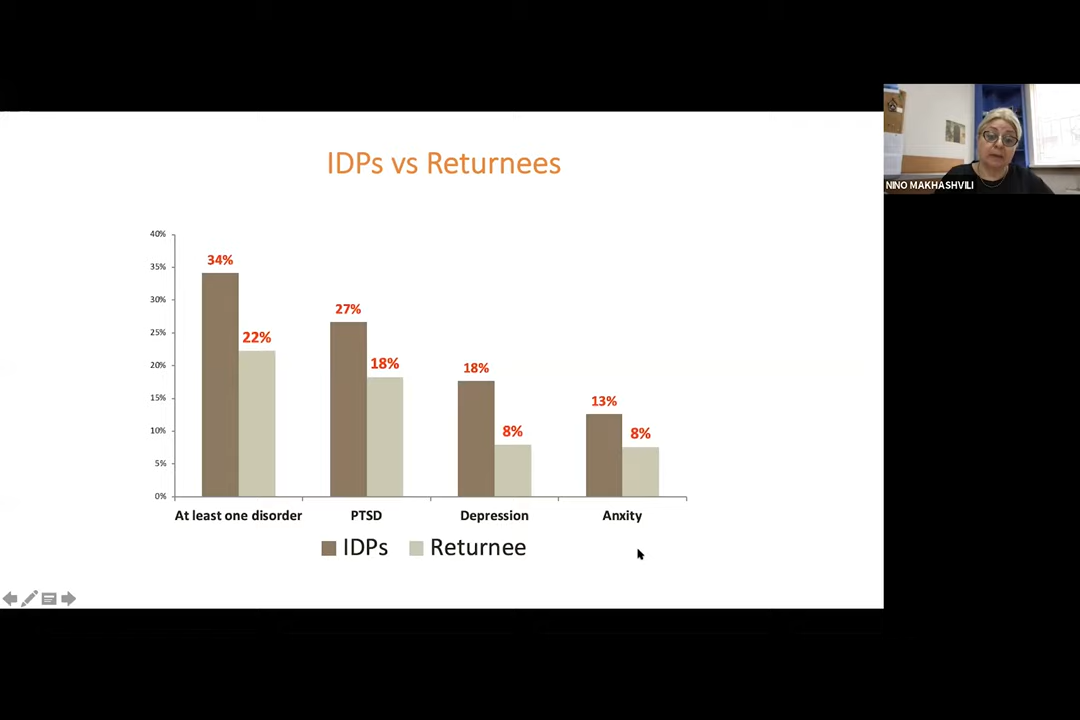 IDPs vs Returnees
NINO MAKHASHVILI
40%
35%
30%
25%
20%
15%
10%
5%
0%
34%
22%
27%
18%
18%
8%
13%
8%
At least one disorder
PTSD
Depression
Anxity
IDPs
Returnee